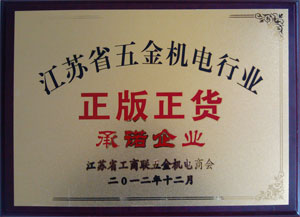 江苏省五金机电行业
正版正货
承诺企业
江苏省工商联五金机电商会
二〇一二年十二月